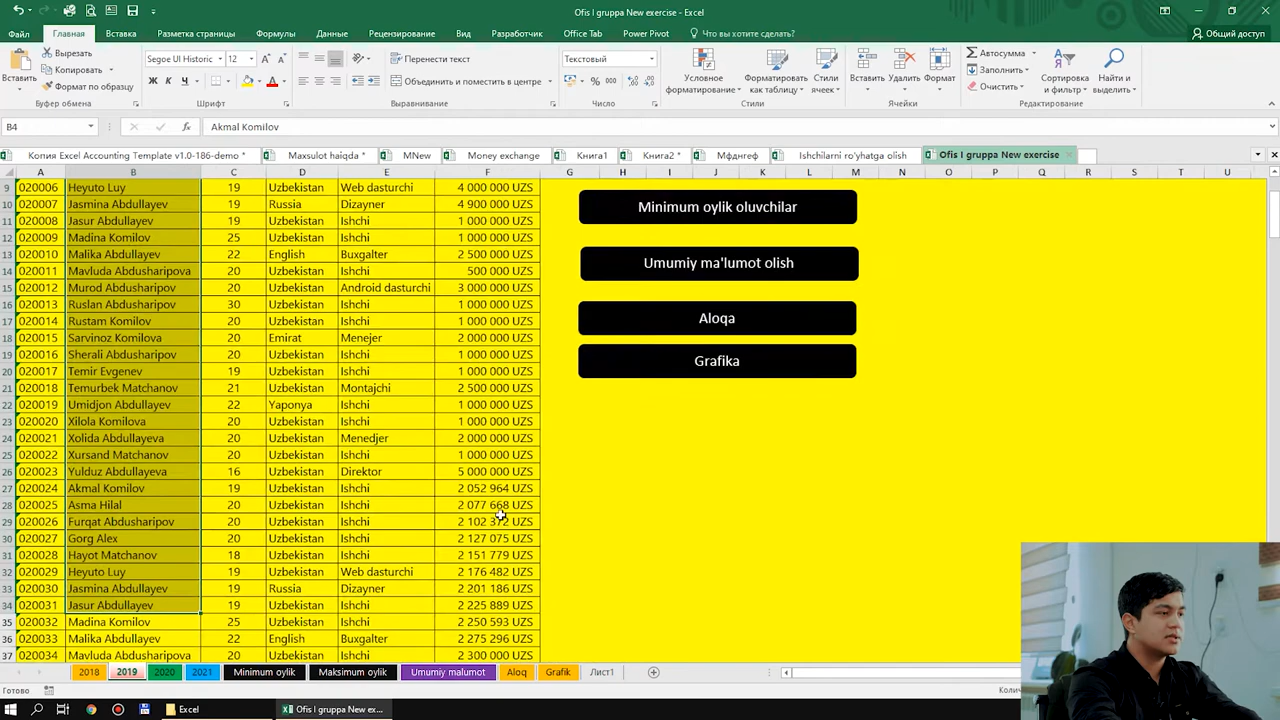 Ofis I gruppa New exercise - Excel
Файл Главная Вставка Разметка страницы Формулы Данные Рецензирование Вид Разработчик Office Tab Power Pivot Что вы хотите сделать? Общий доступ
Вставить
Вырезать
Копировать
Формат по образцу
Буфер обмена
Segoe UI Historic 12
Шрифт
Перенести текст
Объединить и поместить в центре
Выравнивание
Текстовый
Число
Условное форматирование
Форматировать как таблицу
Стили ячеек
Стили
Вставить Удалить Формат
Ячейки
Автосумма
Заполнить
Очистить
Сортировка и фильтр
Найти и выделить
Редактирование
B4 Akmal Komilov
Копия Excel Accounting Template v1.0-186-demo * Maxsulot haiqda * MNew Money exchange Книга1 Книга2 * Мфднгеф Ishchilarni ro'yhatga olish Ofis I gruppa New exercise
A B C D E F G H I J K L M N O P Q R S T U
9 020006 Heyuto Luy 19 Uzbekistan Web dasturchi 4 000 000 UZS
10 020007 Jasmina Abdullayev 19 Russia Dizayner 4 900 000 UZS
11 020008 Jasur Abdullayev 19 Uzbekistan Ishchi 1 000 000 UZS
12 020009 Madina Komilov 25 Uzbekistan Ishchi 1 000 000 UZS
13 020010 Malika Abdullayev 22 English Buxgalter 2 500 000 UZS
14 020011 Mavluda Abdusharipova 20 Uzbekistan Ishchi 500 000 UZS
15 020012 Murod Abdusharipov 20 Uzbekistan Android dasturchi 3 000 000 UZS
16 020013 Ruslan Abdusharipov 30 Uzbekistan Ishchi 1 000 000 UZS
17 020014 Rustam Komilov 20 Uzbekistan Ishchi 1 000 000 UZS
18 020015 Sarvinoz Komilova 20 Emirat Menejer 2 000 000 UZS
19 020016 Sherali Abdusharipov 20 Uzbekistan Ishchi 1 000 000 UZS
20 020017 Temir Evgenev 19 Uzbekistan Ishchi 1 000 000 UZS
21 020018 Temurbek Matchanov 21 Uzbekistan Montajchi 2 500 000 UZS
22 020019 Umidjon Abdullayev 22 Yaponya Ishchi 1 000 000 UZS
23 020020 Xilola Komilova 20 Uzbekistan Ishchi 1 000 000 UZS
24 020021 Xolida Abdullayeva 20 Uzbekistan Menedjer 2 000 000 UZS
25 020022 Xursand Matchanov 20 Uzbekistan Ishchi 1 000 000 UZS
26 020023 Yulduz Abdullayeva 16 Uzbekistan Direktor 5 000 000 UZS
27 020024 Akmal Komilov 19 Uzbekistan Ishchi 2 052 964 UZS
28 020025 Asma Hilal 20 Uzbekistan Ishchi 2 077 668 UZS
29 020026 Furqat Abdusharipov 20 Uzbekistan Ishchi 2 102 372 UZS
30 020027 Gorg Alex 20 Uzbekistan Ishchi 2 127 075 UZS
31 020028 Hayot Matchanov 18 Uzbekistan Ishchi 2 151 779 UZS
32 020029 Heyuto Luy 19 Uzbekistan Web dasturchi 2 176 482 UZS
33 020030 Jasmina Abdullayev 19 Russia Dizayner 2 201 186 UZS
34 020031 Jasur Abdullayev 19 Uzbekistan Ishchi 2 225 889 UZS
35 020032 Madina Komilov 25 Uzbekistan Ishchi 2 250 593 UZS
36 020033 Malika Abdullayev 22 English Buxgalter 2 275 296 UZS
37 020034 Mavluda Abdusharipova 20 Uzbekistan Ishchi 2 300 000 UZS
Minimum oylik oluvchilar
Umumiy ma'lumot olish
Aloqa
Grafika
2018 2019 2020 2021 Minimum oylik Maksimum oylik Umumiy malumot Aloq Grafik Лист1
Готово
Excel Ofis I gruppa New exe...